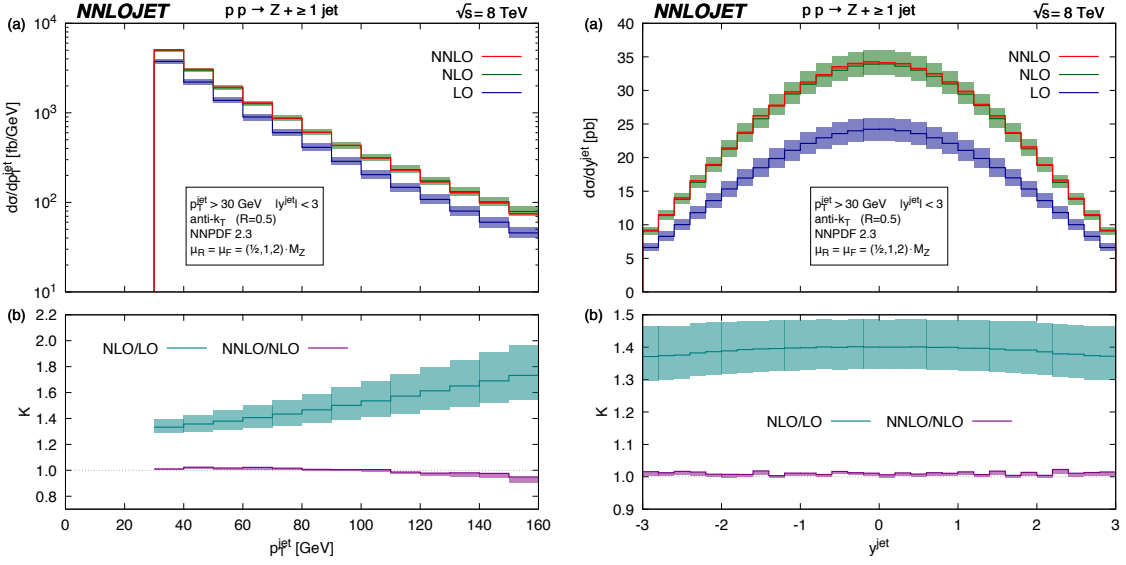 NNLOJET p p → Z + ≥ 1 jet √s = 8 TeV
(a)
10⁴
10³
10²
10¹
dσ/dp_T^jet [fb/GeV]
NNLO
NLO
LO
p_T^jet > 30 GeV |y^jet| < 3
anti-k_T (R=0.5)
NNPDF 2.3
μ_R = μ_F = (½,1,2) · M_Z
(b)
2.2
2.0
1.8
1.6
1.4
1.2
1.0
0.8
K
NLO/LO NNLO/NLO
0 20 40 60 80 100 120 140 160
p_T^jet [GeV]
NNLOJET p p → Z + ≥ 1 jet √s = 8 TeV
(a)
40
35
30
25
20
15
10
5
0
dσ/dy^jet [pb]
NNLO
NLO
LO
p_T^jet > 30 GeV |y^jet| < 3
anti-k_T (R=0.5)
NNPDF 2.3
μ_R = μ_F = (½,1,2) · M_Z
(b)
1.5
1.4
1.3
1.2
1.1
1.0
0.9
K
NLO/LO NNLO/NLO
-3 -2 -1 0 1 2 3
y^jet